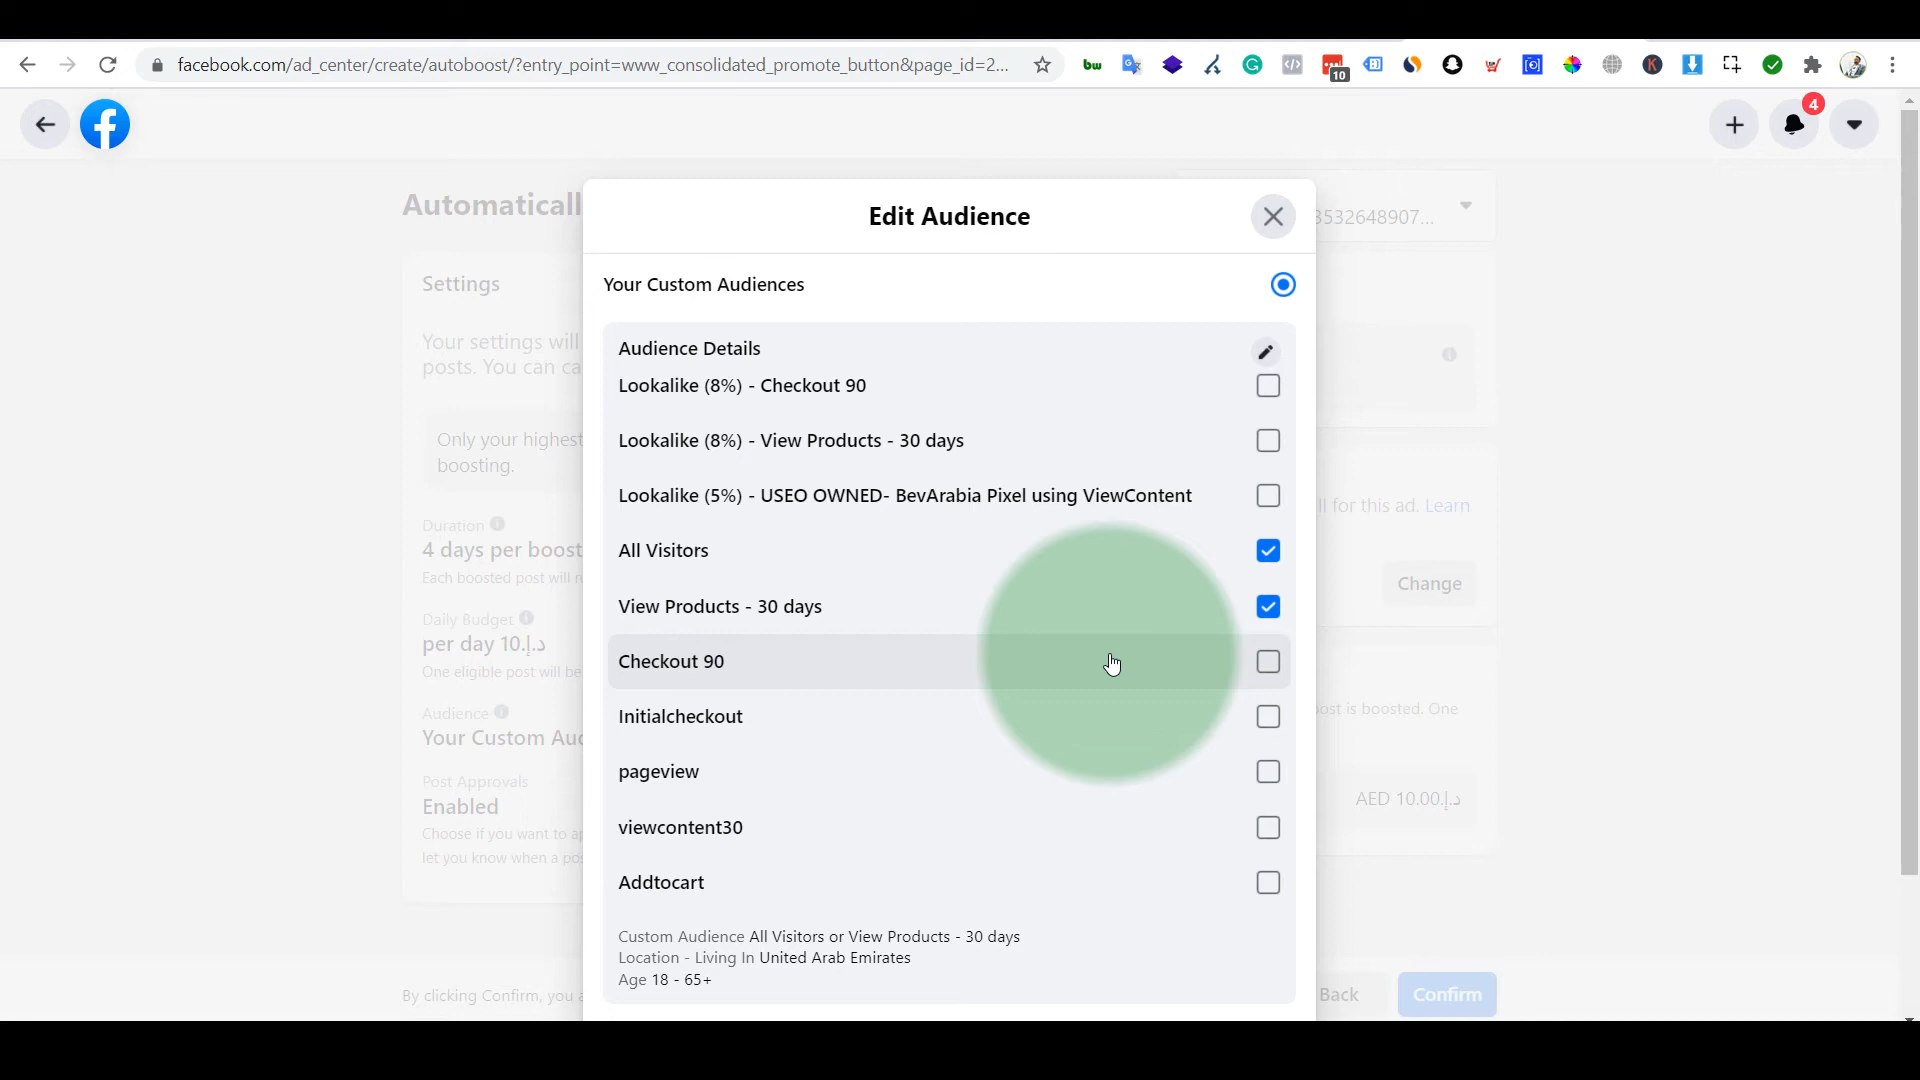 facebook.com/ad_center/create/autoboost/?entry_point=www_consolidated_promote_button&page_id=2...
bw
10
K
4
Automaticall
Edit Audience
3532648907...
Settings
Your Custom Audiences
Your settings will
posts. You can ca
Audience Details
Lookalike (8%) - Checkout 90
Only your highest
boosting.
Lookalike (8%) - View Products - 30 days
Lookalike (5%) - USEO OWNED- BevArabia Pixel using ViewContent
ll for this ad. Learn
Duration
4 days per boost
Each boosted post will r
All Visitors
Change
View Products - 30 days
Daily Budget
per day 10.د.إ
One eligible post will be
Checkout 90
Audience
Your Custom Auc
Initialcheckout
ost is boosted. One
pageview
Post Approvals
Enabled
Choose if you want to ap
let you know when a pos
AED 10.00.د.إ
viewcontent30
Addtocart
Custom Audience All Visitors or View Products - 30 days
Location - Living In United Arab Emirates
Age 18 - 65+
By clicking Confirm, you a
Back
Confirm